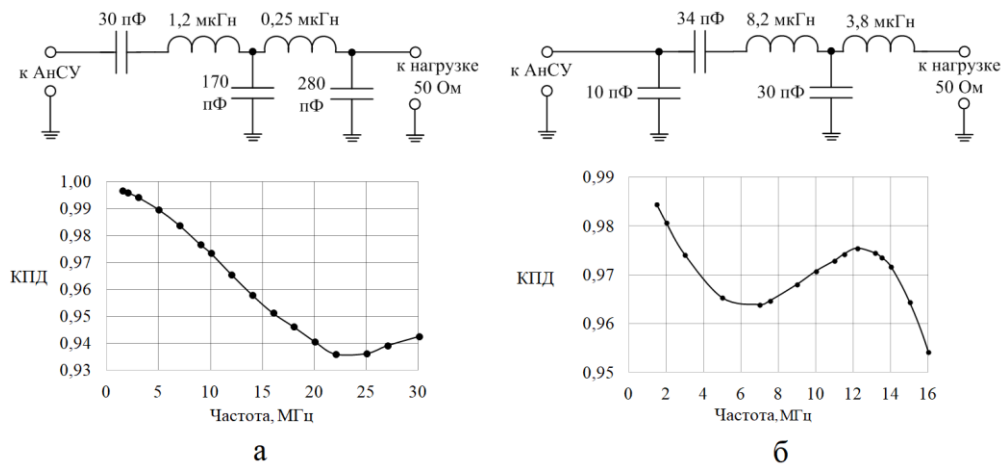 30 пФ
1,2 мкГн
0,25 мкГн
к АнСУ
170
пФ
280
пФ
к нагрузке
50 Ом
34 пФ
8,2 мкГн
3,8 мкГн
к АнСУ
10 пФ
30 пФ
к нагрузке
50 Ом
КПД
1,00
0,99
0,98
0,97
0,96
0,95
0,94
0,93
0 5 10 15 20 25 30
Частота, МГц
а
КПД
0,99
0,98
0,97
0,96
0,95
0 2 4 6 8 10 12 14 16
Частота, МГц
б